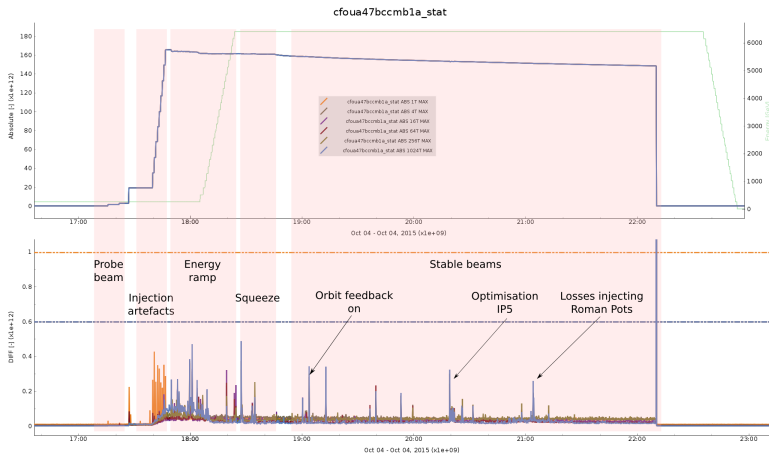 cfoua47bccmb1a_stat
180
160
140
120
100
80
60
40
20
0
Absolute [-] (x1e+12)
6000
5000
4000
3000
2000
1000
0
cfoua47bccmb1a_stat ABS 1T MAX
cfoua47bccmb1a_stat ABS 4T MAX
cfoua47bccmb1a_stat ABS 16T MAX
cfoua47bccmb1a_stat ABS 64T MAX
cfoua47bccmb1a_stat ABS 256T MAX
cfoua47bccmb1a_stat ABS 1024T MAX
17:00 18:00 19:00 20:00 21:00 22:00 23:00
Oct 04 - Oct 04, 2015 (x1e+09)
1
0.8
0.6
0.4
0.2
0
DIFF [-] (x1e+12)
Probe
beam
Energy
ramp
Stable beams
Injection
artefacts
Squeeze
Orbit feedback
on
Optimisation
IP5
Losses injecting
Roman Pots
17:00 18:00 19:00 20:00 21:00 22:00 23:00
Oct 04 - Oct 04, 2015 (x1e+09)